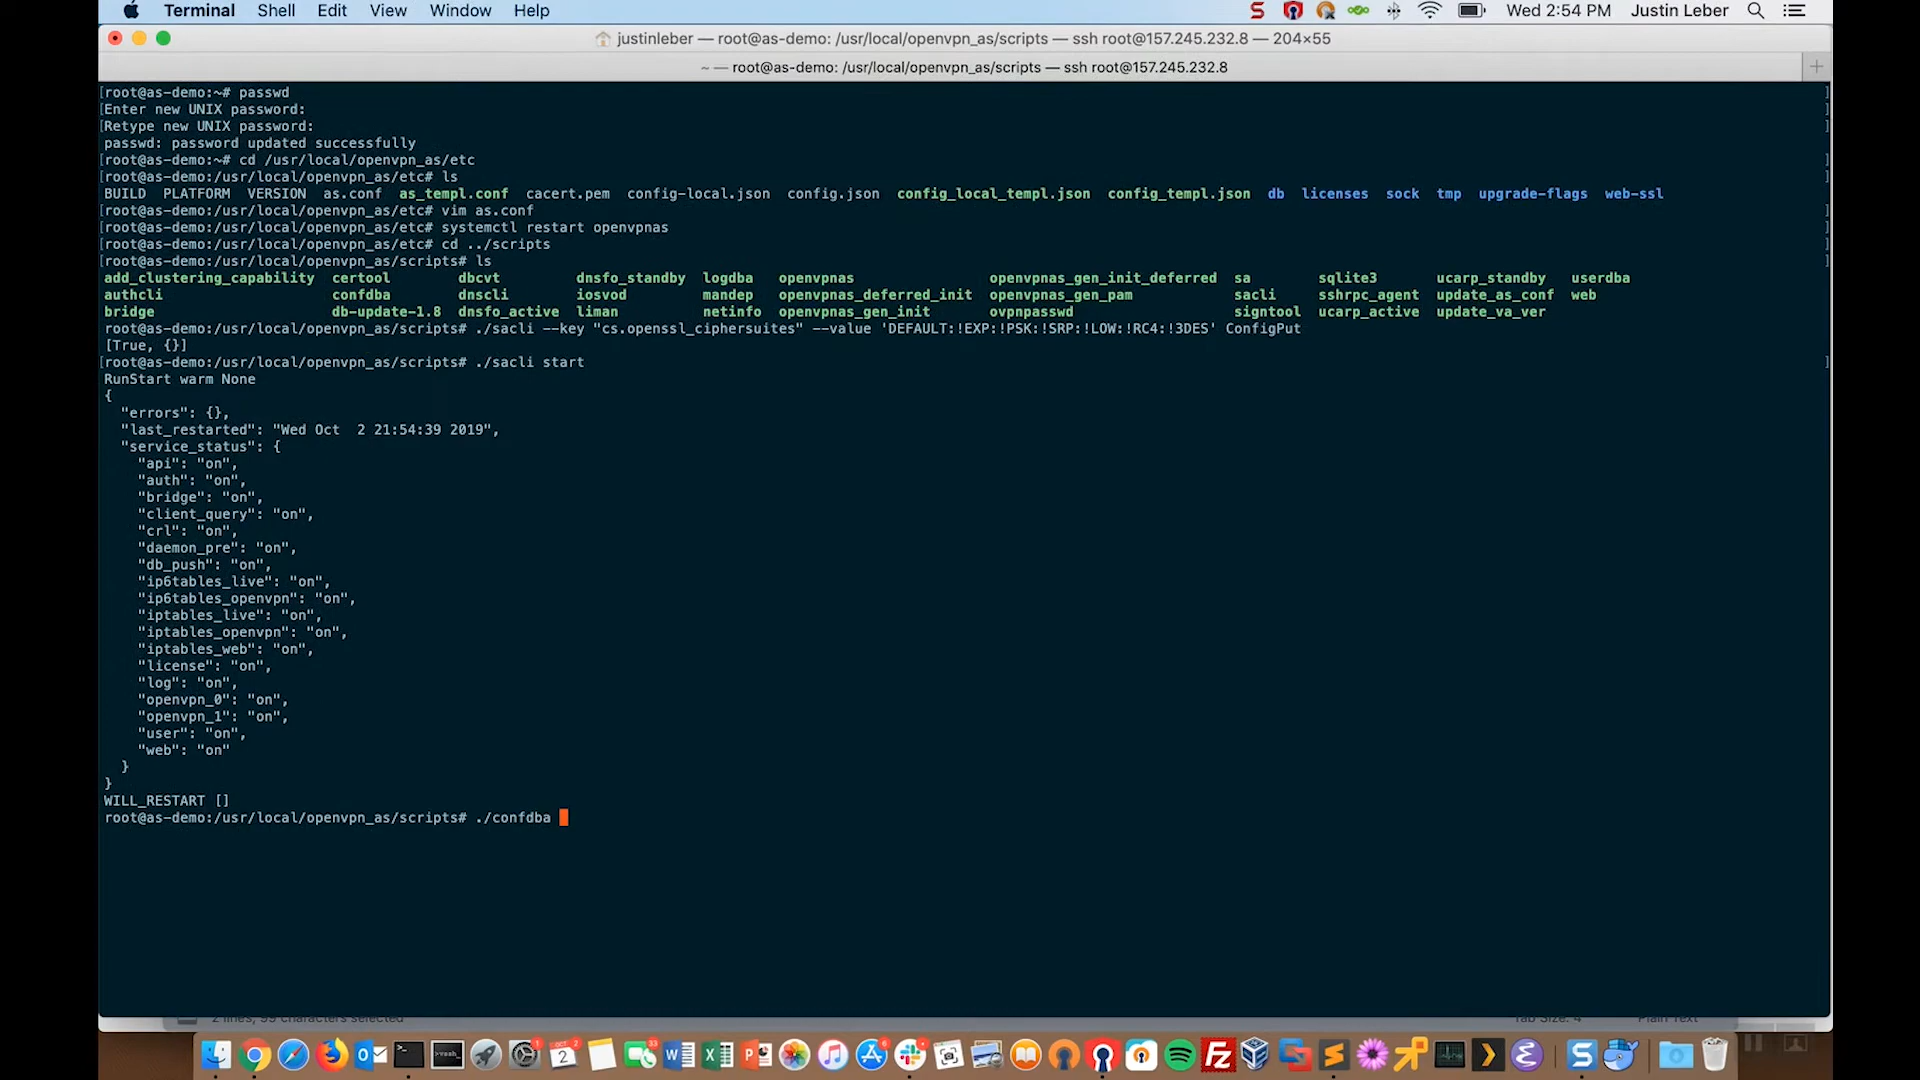 Terminal Shell Edit View Window Help Wed 2:54 PM Justin Leber
justinleber — root@as-demo: /usr/local/openvpn_as/scripts — ssh root@157.245.232.8 — 204×55
~ — root@as-demo: /usr/local/openvpn_as/scripts — ssh root@157.245.232.8
[root@as-demo:~# passwd ]
[Enter new UNIX password: ]
[Retype new UNIX password: ]
passwd: password updated successfully
[root@as-demo:~# cd /usr/local/openvpn_as/etc ]
[root@as-demo:/usr/local/openvpn_as/etc# ls ]
BUILD PLATFORM VERSION as.conf as_templ.conf cacert.pem config-local.json config.json config_local_templ.json config_templ.json db licenses sock tmp upgrade-flags web-ssl
[root@as-demo:/usr/local/openvpn_as/etc# vim as.conf ]
[root@as-demo:/usr/local/openvpn_as/etc# systemctl restart openvpnas ]
[root@as-demo:/usr/local/openvpn_as/etc# cd ../scripts ]
[root@as-demo:/usr/local/openvpn_as/scripts# ls ]
add_clustering_capability certool dbcvt dnsfo_standby logdba openvpnas openvpnas_gen_init_deferred sa sqlite3 ucarp_standby userdba
authcli confdba dnscli iosvod mandep openvpnas_deferred_init openvpnas_gen_pam sacli sshrpc_agent update_as_conf web
bridge db-update-1.8 dnsfo_active liman netinfo openvpnas_gen_init ovpnpasswd signtool ucarp_active update_va_ver
root@as-demo:/usr/local/openvpn_as/scripts# ./sacli --key "cs.openssl_ciphersuites" --value 'DEFAULT:!EXP:!PSK:!SRP:!LOW:!RC4:!3DES' ConfigPut
[True, {}]
[root@as-demo:/usr/local/openvpn_as/scripts# ./sacli start ]
RunStart warm None
{
"errors": {},
"last_restarted": "Wed Oct  2 21:54:39 2019",
"service_status": {
"api": "on",
"auth": "on",
"bridge": "on",
"client_query": "on",
"crl": "on",
"daemon_pre": "on",
"db_push": "on",
"ip6tables_live": "on",
"ip6tables_openvpn": "on",
"iptables_live": "on",
"iptables_openvpn": "on",
"iptables_web": "on",
"license": "on",
"log": "on",
"openvpn_0": "on",
"openvpn_1": "on",
"user": "on",
"web": "on"
}
}
WILL_RESTART []
root@as-demo:/usr/local/openvpn_as/scripts# ./confdba